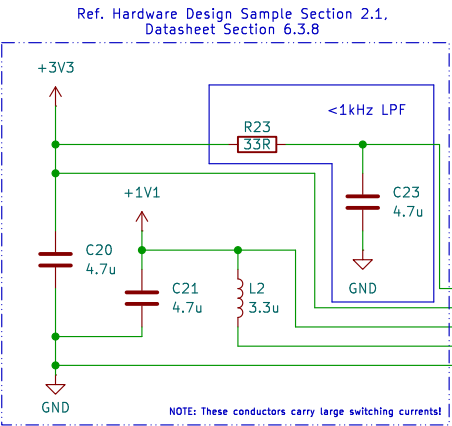 Ref. Hardware Design Sample Section 2.1,
Datasheet Section 6.3.8
+3V3
<1kHz LPF
R23
33R
+1V1
C23
4.7u
C20
4.7u
C21
4.7u
L2
3.3u
GND
GND
NOTE: These conductors carry large switching currents!